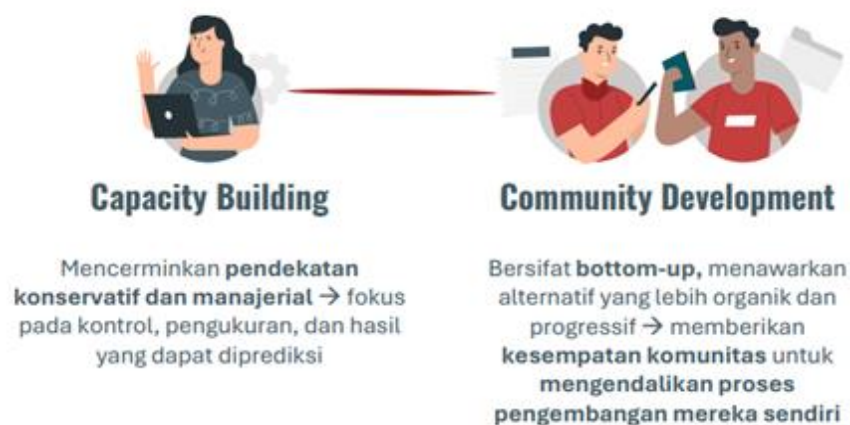 Capacity Building
Mencerminkan pendekatan
konservatif dan manajerial → fokus
pada kontrol, pengukuran, dan hasil
yang dapat diprediksi
Community Development
Bersifat bottom-up, menawarkan
alternatif yang lebih organik dan
progressif → memberikan
kesempatan komunitas untuk
mengendalikan proses
pengembangan mereka sendiri